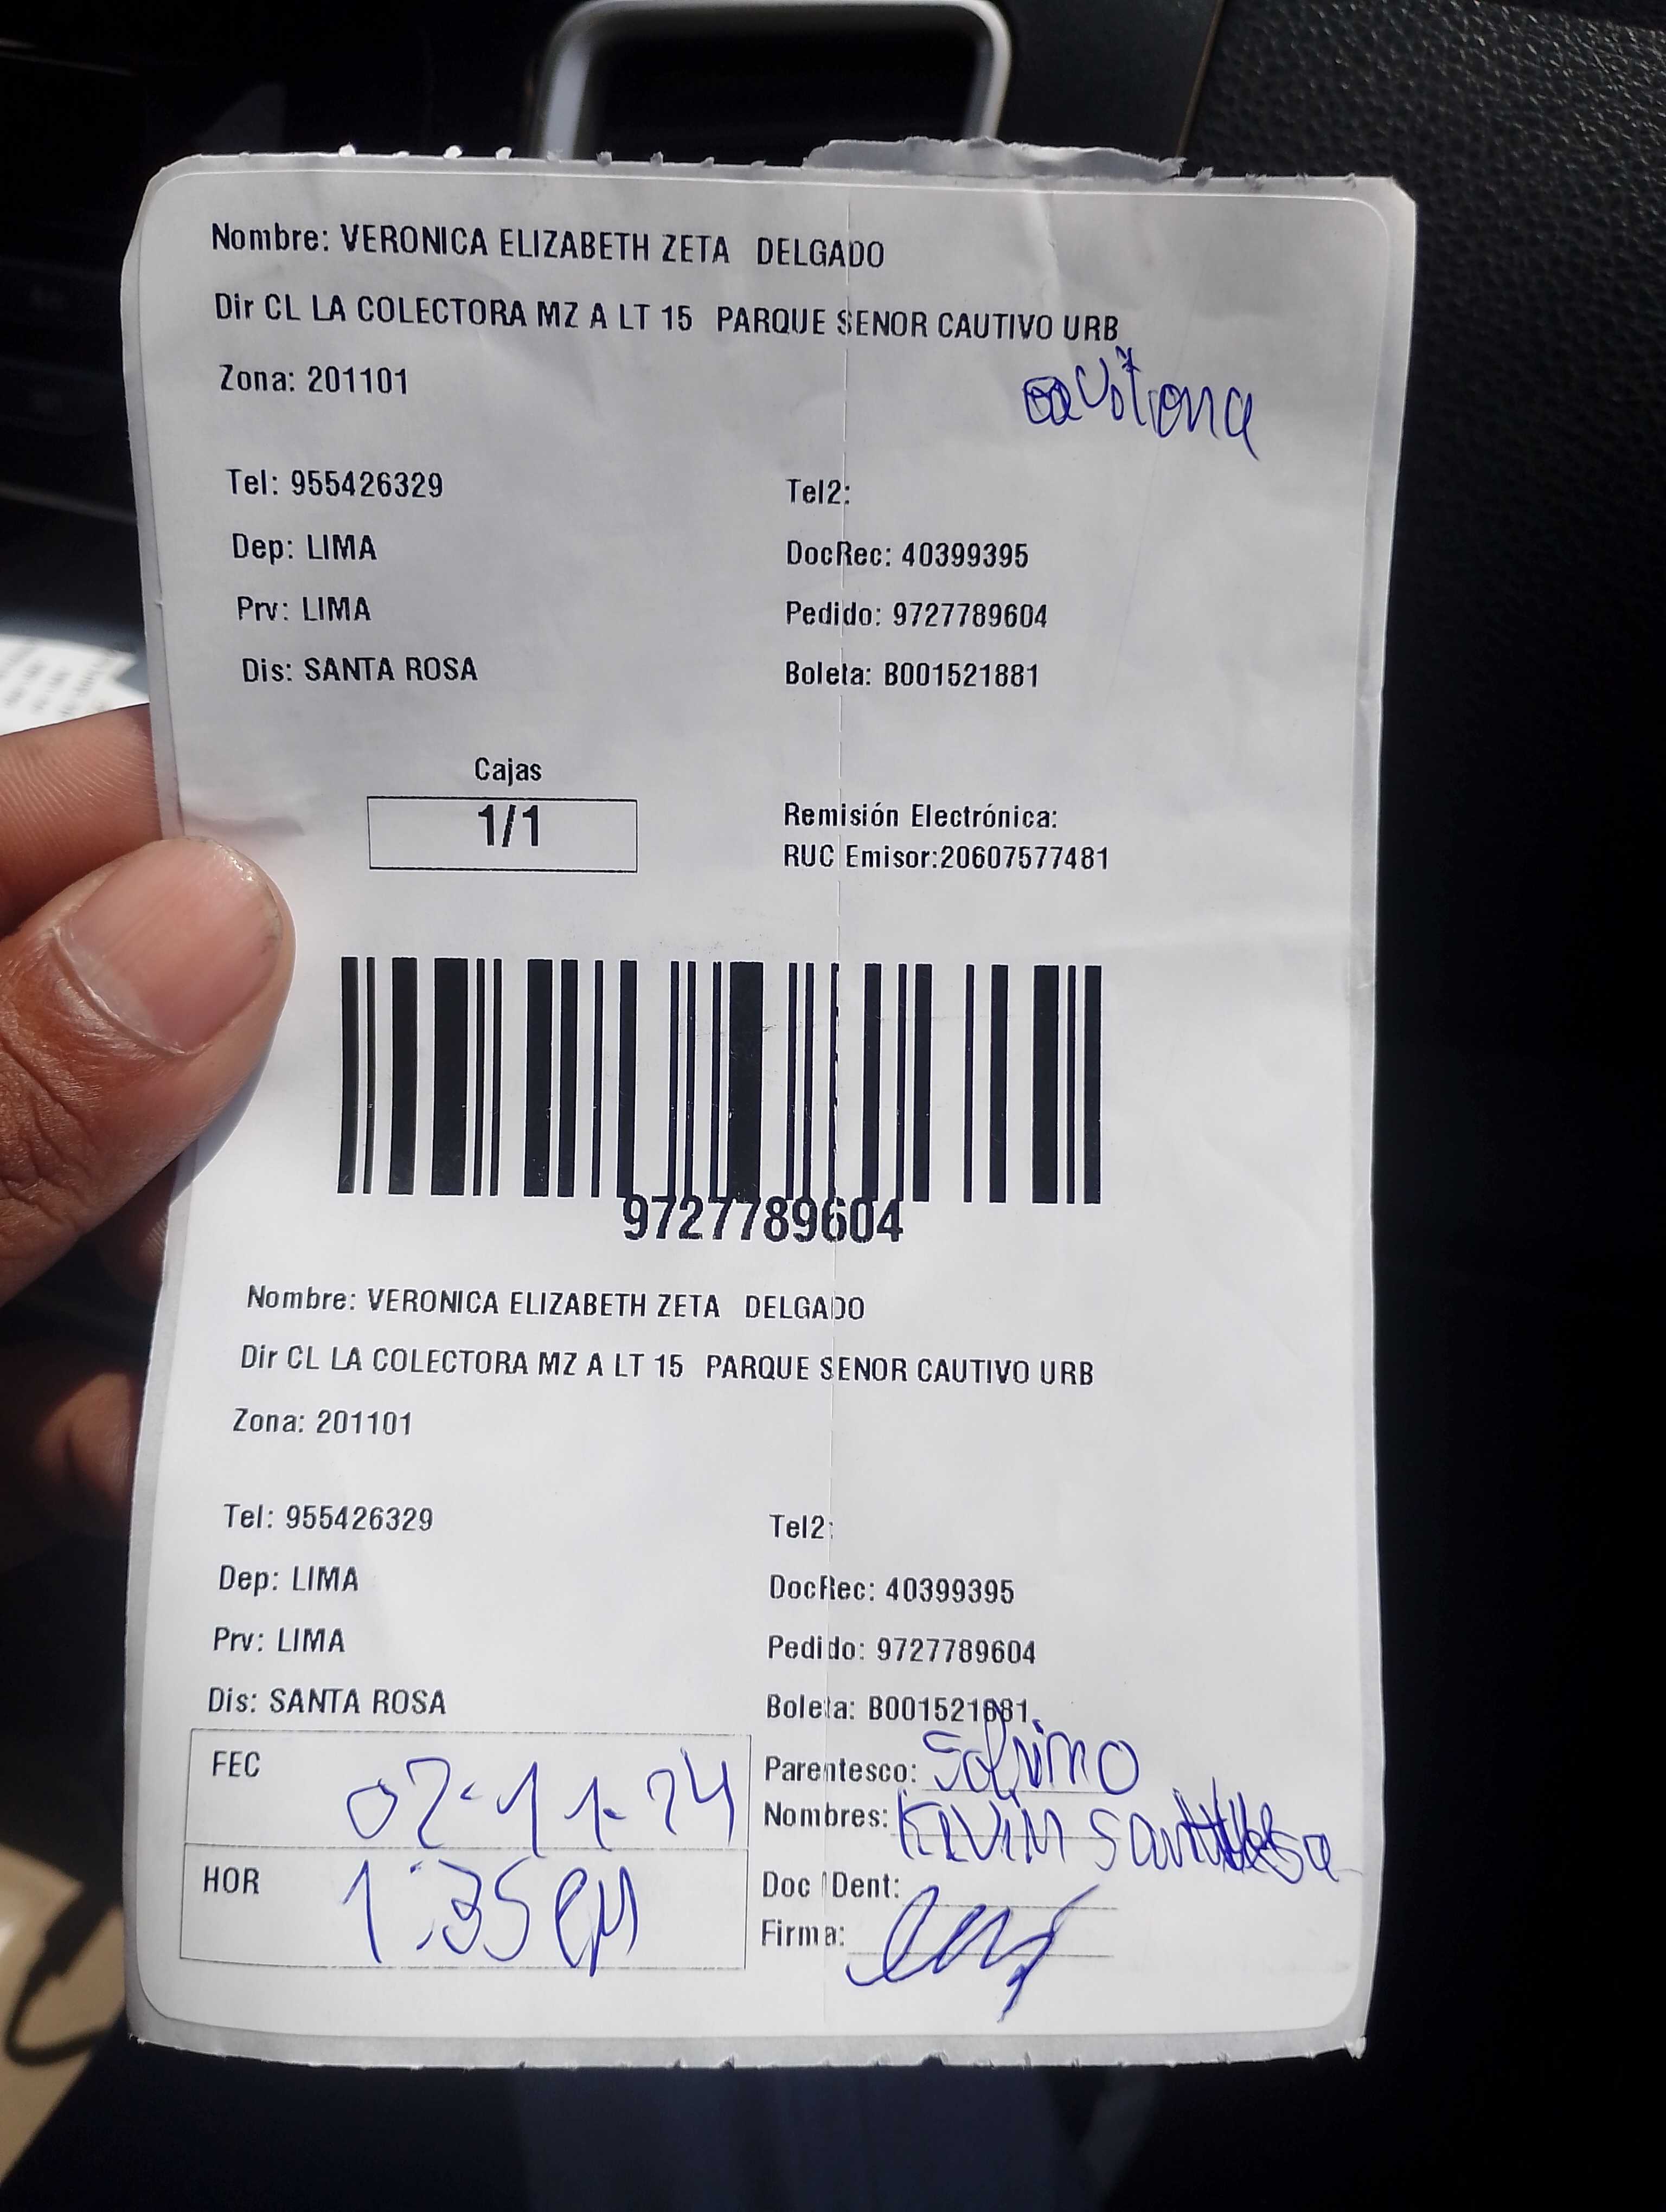 Nombre: VERONICA ELIZABETH ZETA DELGADO
Dir CL LA COLECTORA MZ A LT 15 PARQUE SENOR CAUTIVO URB
Zona: 201101
Tel: 955426329 Tel2:
Dep: LIMA DocRec: 40399395
Prv: LIMA Pedido: 9727789604
Dis: SANTA ROSA Boleta: B001521881
Cajas
1/1
Remisión Electrónica:
RUC Emisor:20607577481
9727789604
Nombre: VERONICA ELIZABETH ZETA DELGADO
Dir CL LA COLECTORA MZ A LT 15 PARQUE SENOR CAUTIVO URB
Zona: 201101
Tel: 955426329 Tel2:
Dep: LIMA DocRec: 40399395
Prv: LIMA Pedido: 9727789604
Dis: SANTA ROSA Boleta: B001521881
FEC 02-11-24
Parentesco: Sobrino
Nombres: Kevin
HOR 1:35 PM
Doc IDent:
Firma: